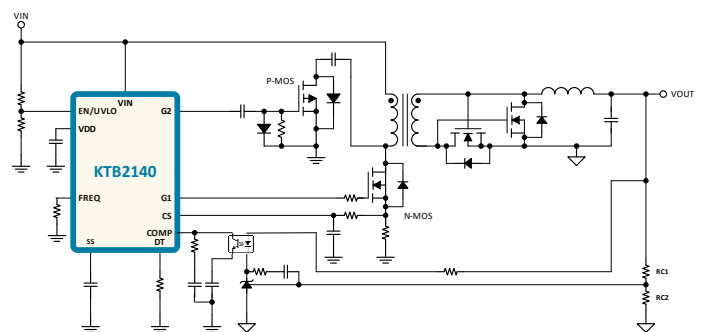 VIN
P-MOS
VOUT
EN/UVLO
VIN
G2
VDD
KTB2140
FREQ
G1
CS
N-MOS
COMP
SS
DT
RC1
RC2